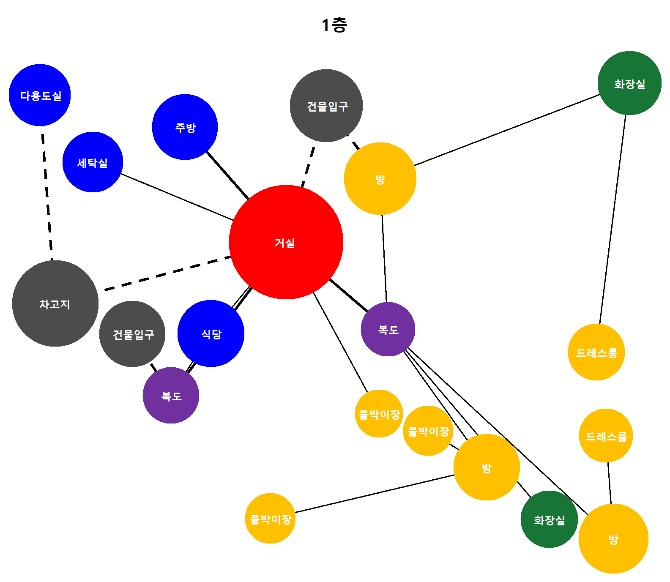 1층
다용도실
화장실
건물입구
주방
세탁실
방
거실
차고지
건물입구
식당
복도
드레스룸
복도
붙박이장
붙박이장
드레스룸
방
붙박이장
화장실
방